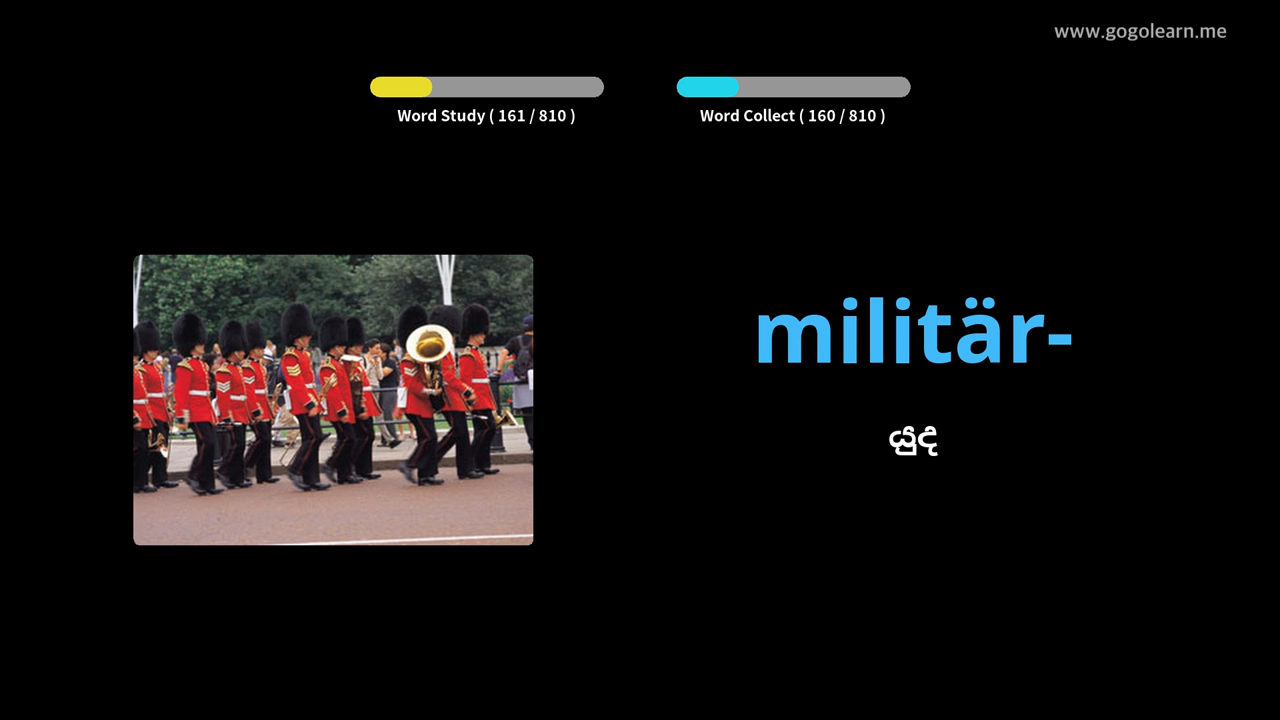 www.gogolearn.me
Word Study ( 161 / 810 )
Word Collect ( 160 / 810 )
militär-
යුද